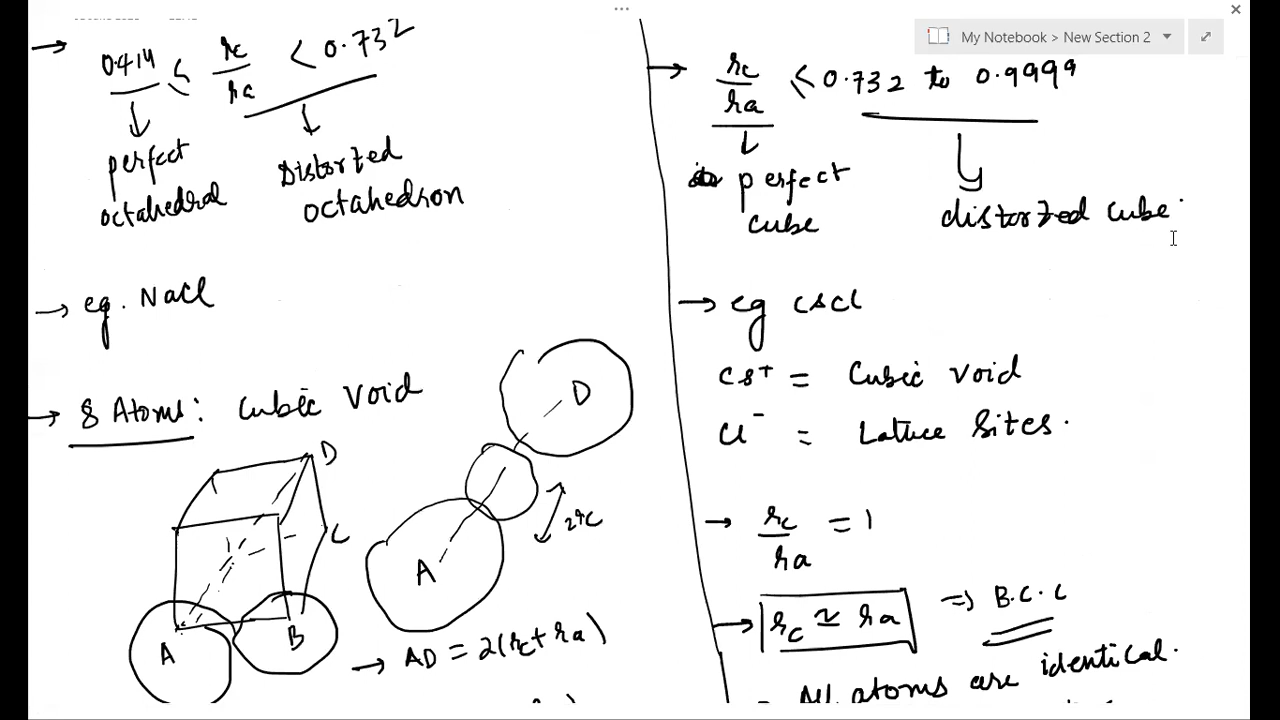 My Notebook > New Section 2
→ 0.414 ≤ rc/ra < 0.732
perfect octahedral
Distorted octahedron
→ eg. NaCl
→ 8 Atoms: Cubic Void
D
C
A
B
D
A
2rc
→ AD = 2(rc+ra)
→ rc/ra ≤ 0.732 to 0.9999
perfect cube
distorted cube.
→ eg cscl
cs+ = Cubic void
cl- = Lattice sites.
→ rc/ra = 1
→ rc ≃ ra ⇒ B.C.C
All atoms are identical.